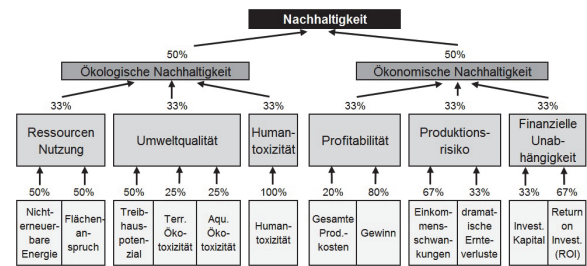 Nachhaltigkeit
50% 50%
Ökologische Nachhaltigkeit Ökonomische Nachhaltigkeit
33% 33% 33% 33% 33% 33%
Ressourcen
Nutzung
Umweltqualität
Human-
toxizität
Profitabilität
Produktions-
risiko
Finanzielle
Unab-
hängigkeit
50% 50% 50% 25% 25% 100% 20% 80% 67% 33% 33% 67%
Nicht-
erneuer-
bare
Energie
Flächen-
an-
spruch
Treib-
haus-
poten-
zial
Terr.
Öko-
toxizität
Aqu.
Öko-
toxizität
Human-
toxizität
Gesamte
Prod.-
kosten
Gewinn
Einkom-
mens-
schwan-
kungen
dramat-
ische
Ernte-
verluste
Invest.
Kapital
Return
on
Invest.
(ROI)